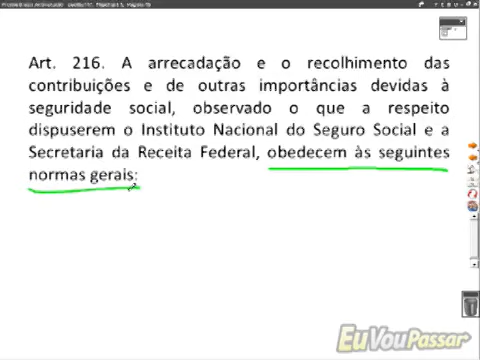 Art. 216. A arrecadação e o recolhimento das
contribuições e de outras importâncias devidas à
seguridade social, observado o que a respeito
dispuserem o Instituto Nacional do Seguro Social e a
Secretaria da Receita Federal, obedecem às seguintes
normas gerais:
EuVouPassar